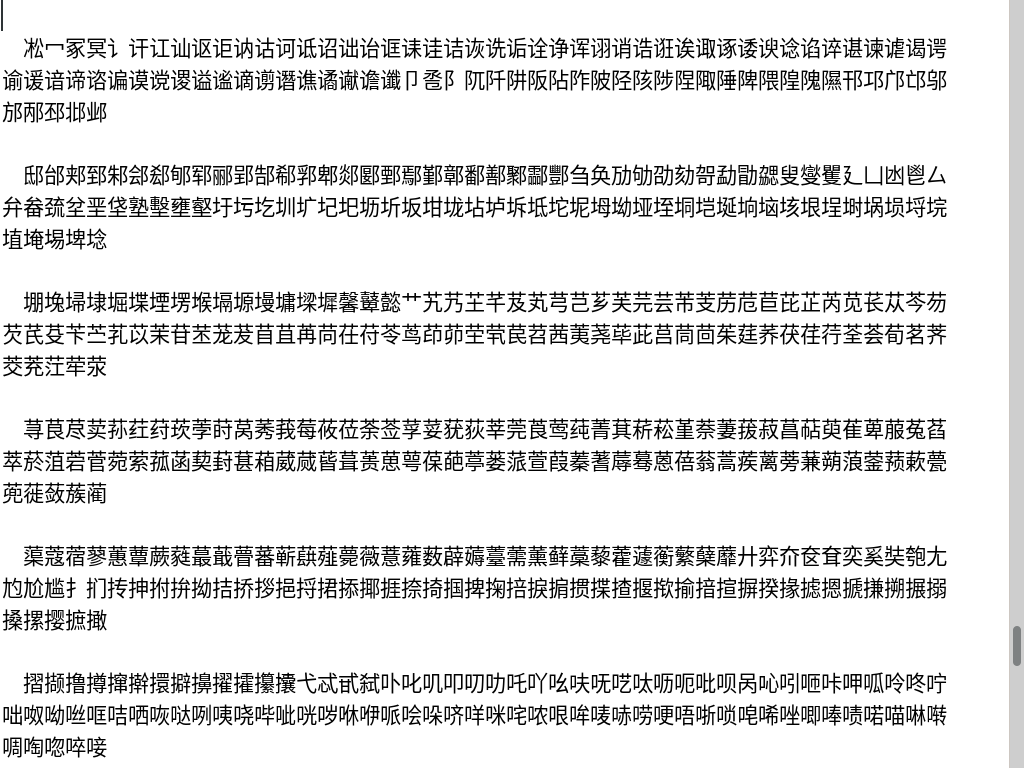 凇冖冢冥讠讦讧讪讴讵讷诂诃诋诏诎诒诓诔诖诘诙诜诟诠诤诨诩诮诰诳诶诹诼诿谀谂谄谇谌谏谑谒谔
谕谖谙谛谘谝谟谠谡谥谧谪谫谮谯谲谳谵谶卩卺阝阢阡阱阪阽阼陂陉陔陟陧陬陲陴隈隍隗隰邗邛邝邙邬
邡邴邳邶邺
邸邰郏郅邾郐郄郇郓郦郢郜郗郛郫郯郾鄄鄢鄞鄣鄱鄯鄹酃酆刍奂劢劬劭劾哿勐勖勰叟燮矍廴凵凼鬯厶
弁畚巯坌垩垡塾墼壅壑圩圬圪圳圹圮圯坜圻坂坩垅坫垆坼坻坨坭坶坳垭垤垌垲埏垧垴垓垠埕埘埚埙埒垸
埴埯埸埤埝
堋堍埽埭堀堞堙塄堠塥塬墁墉墚墀馨鼙懿艹艽艿芏芊芨芄芎芑芗芙芫芸芾芰苈苊苣芘芷芮苋苌苁芩芴
芡芪芟苄苎芤苡茉苷苤茏茇苜苴苒苘茌苻苓茑茚茆茔茕苠苕茜荑荛荜茈莒茼茴茱莛荞茯荏荇荃荟荀茗荠
茭茺茳荦荥
荨茛荩荬荪荭荮莰荸莳莴莠莪莓莜莅荼莶莩荽莸荻莘莞莨莺莼菁萁菥菘堇萘萋菝菽菖萜萸萑萆菔菟萏
萃菸菹菪菅菀萦菰菡葜葑葚葙葳蒇蒈葺蒉葸萼葆葩葶蒌蒎萱葭蓁蓍蓐蓦蒽蓓蓊蒿蒺蓠蒡蒹蒴蒗蓥蓣蔌甍
蔸蓰蔹蔟蔺
蕖蔻蓿蓼蕙蕈蕨蕤蕞蕺瞢蕃蕲蕻薤薨薇薏蕹薮薜薅薹薷薰藓藁藜藿蘧蘅蘩蘖蘼廾弈夼奁耷奕奚奘匏尢
尥尬尴扌扪抟抻拊拚拗拮挢拶挹捋捃掭揶捱捺掎掴捭掬掊捩掮掼揲揸揠揿揄揞揎摒揆掾摅摁搋搛搠搌搦
搡摞撄摭撖
摺撷撸撙撺擀擐擗擤擢攉攥攮弋忒甙弑卟叱叽叩叨叻吒吖吆呋呒呓呔呖呃吡呗呙吣吲咂咔呷呱呤咚咛
咄呶呦咝哐咭哂咴哒咧咦哓哔呲咣哕咻咿哌哙哚哜咩咪咤哝哏哞唛哧唠哽唔哳唢唣唏唑唧唪啧喏喵啉啭
啁啕唿啐唼